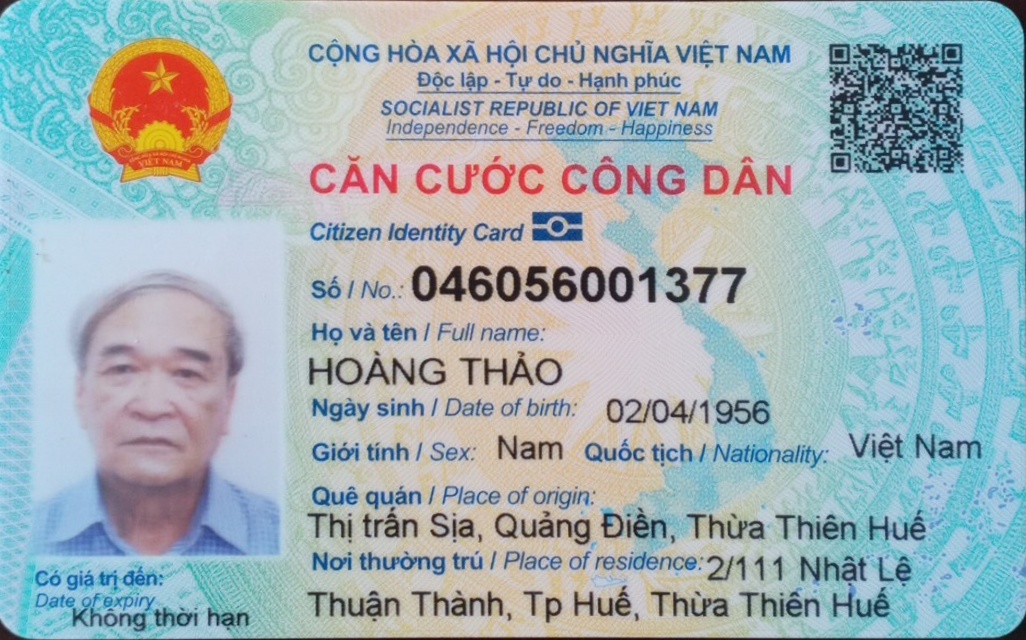 CỘNG HÒA XÃ HỘI CHỦ NGHĨA VIỆT NAM
Độc lập - Tự do - Hạnh phúc
SOCIALIST REPUBLIC OF VIET NAM
Independence - Freedom - Happiness
VIỆT NAM
CĂN CƯỚC CÔNG DÂN
Citizen Identity Card
Số / No.: 046056001377
Họ và tên / Full name:
HOÀNG THẢO
Ngày sinh / Date of birth: 02/04/1956
Giới tính / Sex: Nam Quốc tịch / Nationality: Việt Nam
Quê quán / Place of origin:
Thị trấn Sịa, Quảng Điền, Thừa Thiên Huế
Nơi thường trú / Place of residence: 2/111 Nhật Lệ
Thuận Thành, Tp Huế, Thừa Thiên Huế
Có giá trị đến:
Date of expiry
Không thời hạn